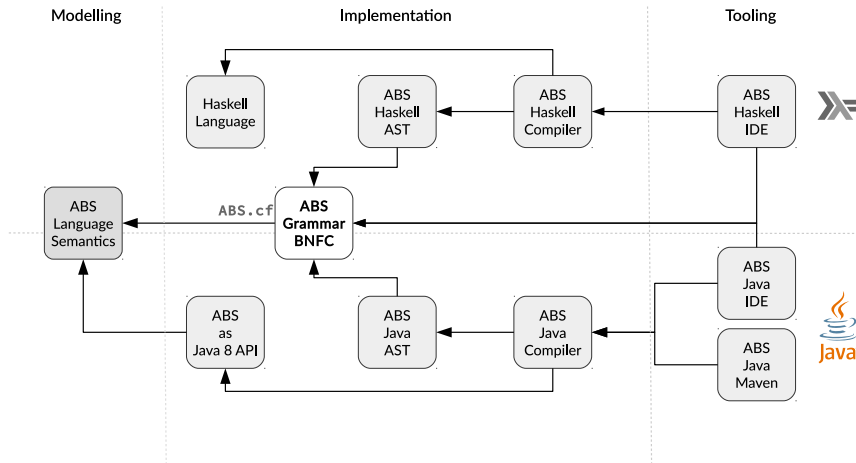 Modelling
Implementation
Tooling
Haskell
Language
ABS
Haskell
AST
ABS
Haskell
Compiler
ABS
Haskell
IDE
ABS
Language
Semantics
ABS.cf
ABS
Grammar
BNFC
ABS
Java
IDE
ABS
as
Java 8 API
ABS
Java
AST
ABS
Java
Compiler
ABS
Java
Maven
Java